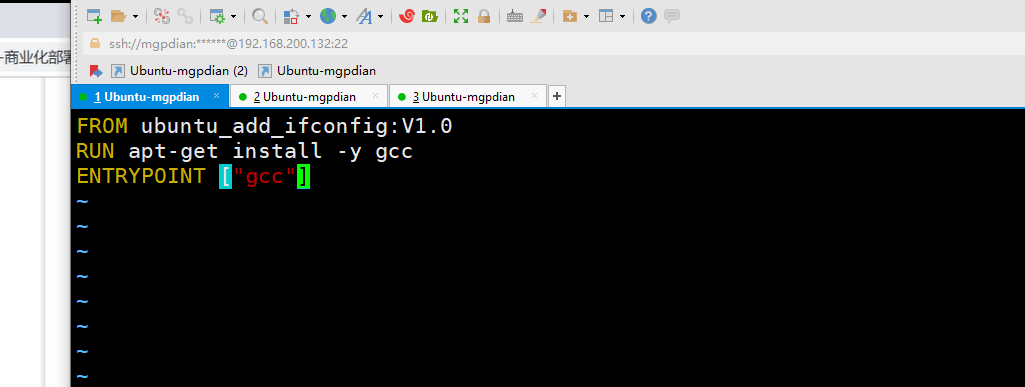 ssh://mgpdian:******@192.168.200.132:22
-商业化部署
Ubuntu-mgpdian (2) Ubuntu-mgpdian
1 Ubuntu-mgpdian × 2 Ubuntu-mgpdian × 3 Ubuntu-mgpdian × +
FROM ubuntu_add_ifconfig:V1.0
RUN apt-get install -y gcc
ENTRYPOINT ["gcc"]
~
~
~
~
~
~
~
~